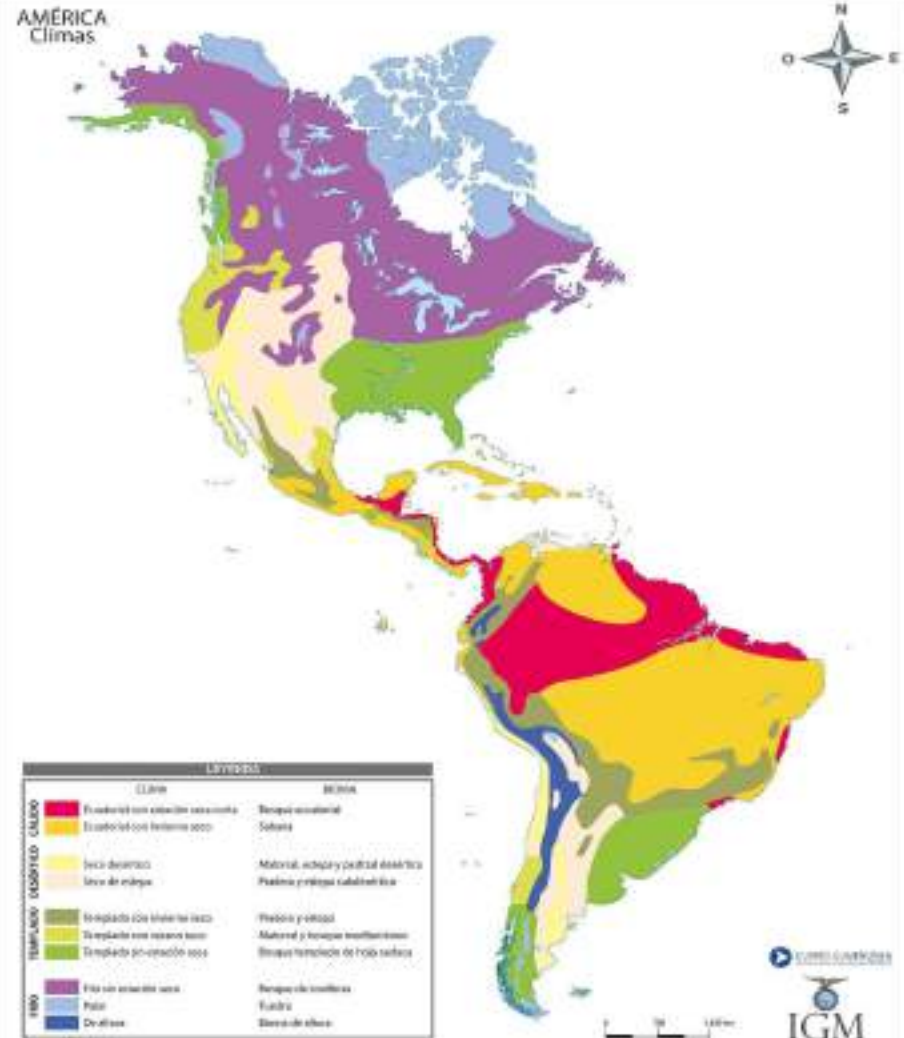 AMÉRICA
Climas
N
O E
S
LEYENDA
CLIMA BIOMA
CÁLIDO
Ecuatorial con estación seca corta Bosque ecuatorial
Ecuatorial con invierno seco Sabana
DESÉRTICO
Seco desértico Matorral, estepa y pastizal desértico
Seco de estepa Pradera y estepa
TEMPLADO
Templado con invierno seco Pradera y estepa
Templado con verano seco Matorral y bosque mediterráneo
Templado sin estación seca Bosque templado de hoja caduca
FRÍO
Frío sin estación seca Bosque de coníferas
Polar Tundra
De altura Bioma de altura
IGM